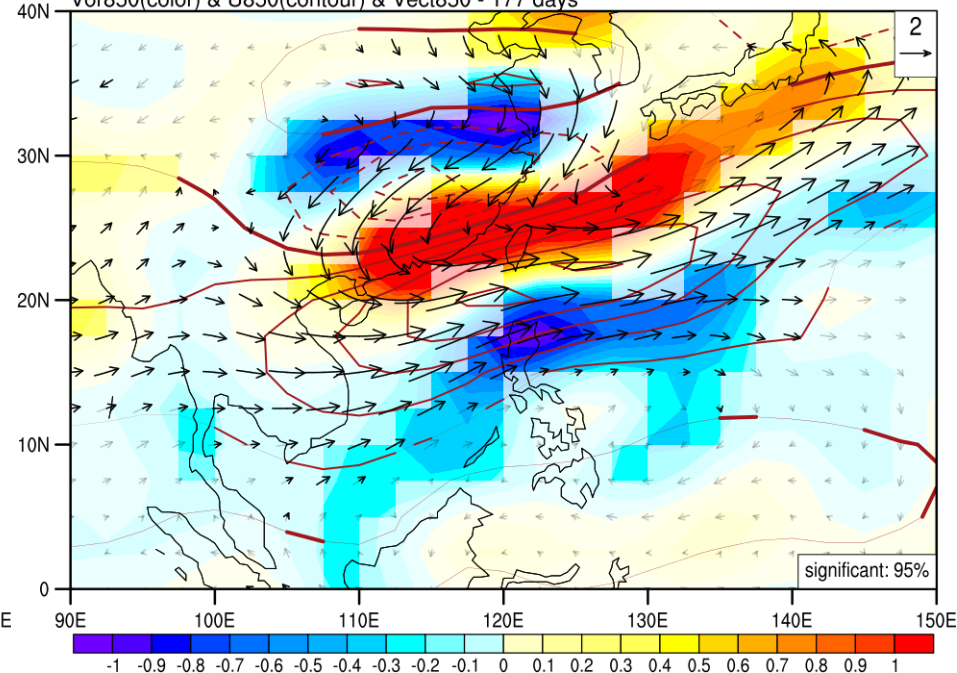 Vor850(color) & U850(contour) & Vect850 - 177 days
40N
2
30N
20N
10N
significant: 95%
0
E 90E 100E 110E 120E 130E 140E 150E
-1 -0.9 -0.8 -0.7 -0.6 -0.5 -0.4 -0.3 -0.2 -0.1 0 0.1 0.2 0.3 0.4 0.5 0.6 0.7 0.8 0.9 1